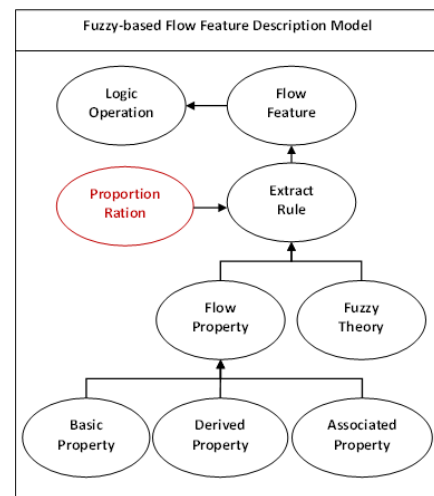 Fuzzy-based Flow Feature Description Model
Logic
Operation
Flow
Feature
Proportion
Ration
Extract
Rule
Flow
Property
Fuzzy
Theory
Basic
Property
Derived
Property
Associated
Property